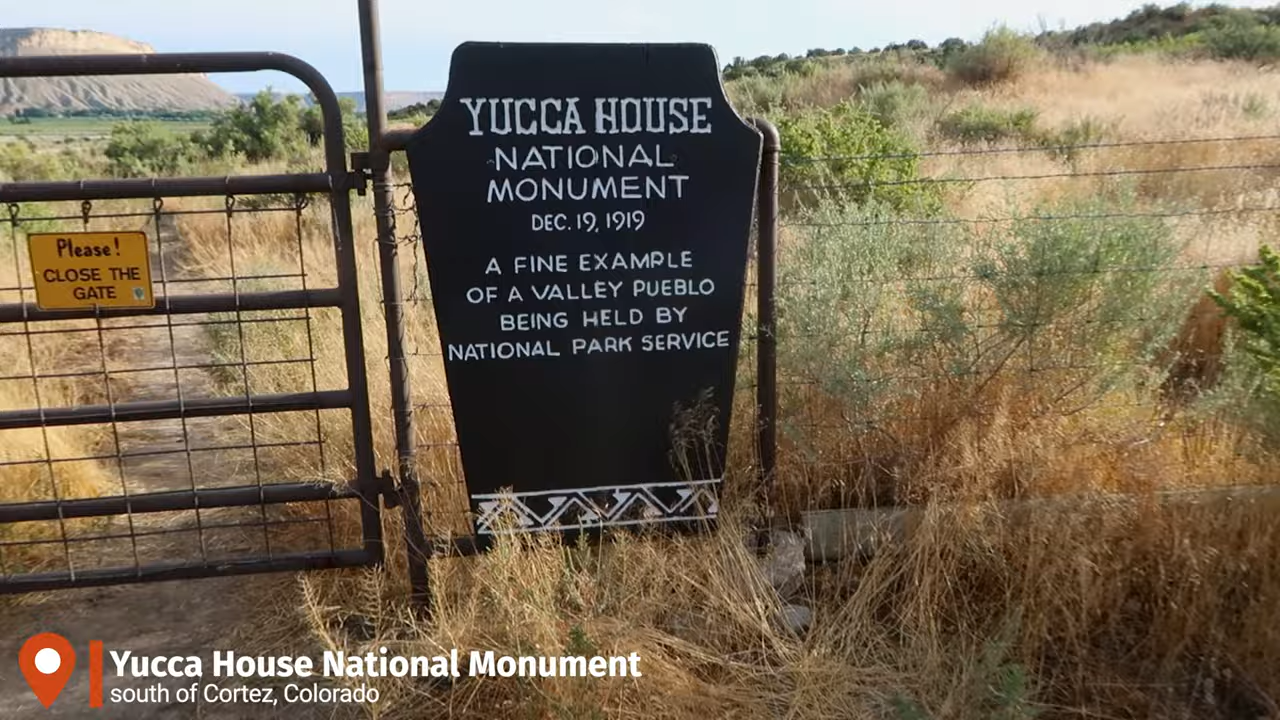 YUCCA HOUSE
NATIONAL
MONUMENT
DEC. 19, 1919
A FINE EXAMPLE
OF A VALLEY PUEBLO
BEING HELD BY
NATIONAL PARK SERVICE
Please!
CLOSE THE
GATE
Yucca House National Monument
south of Cortez, Colorado